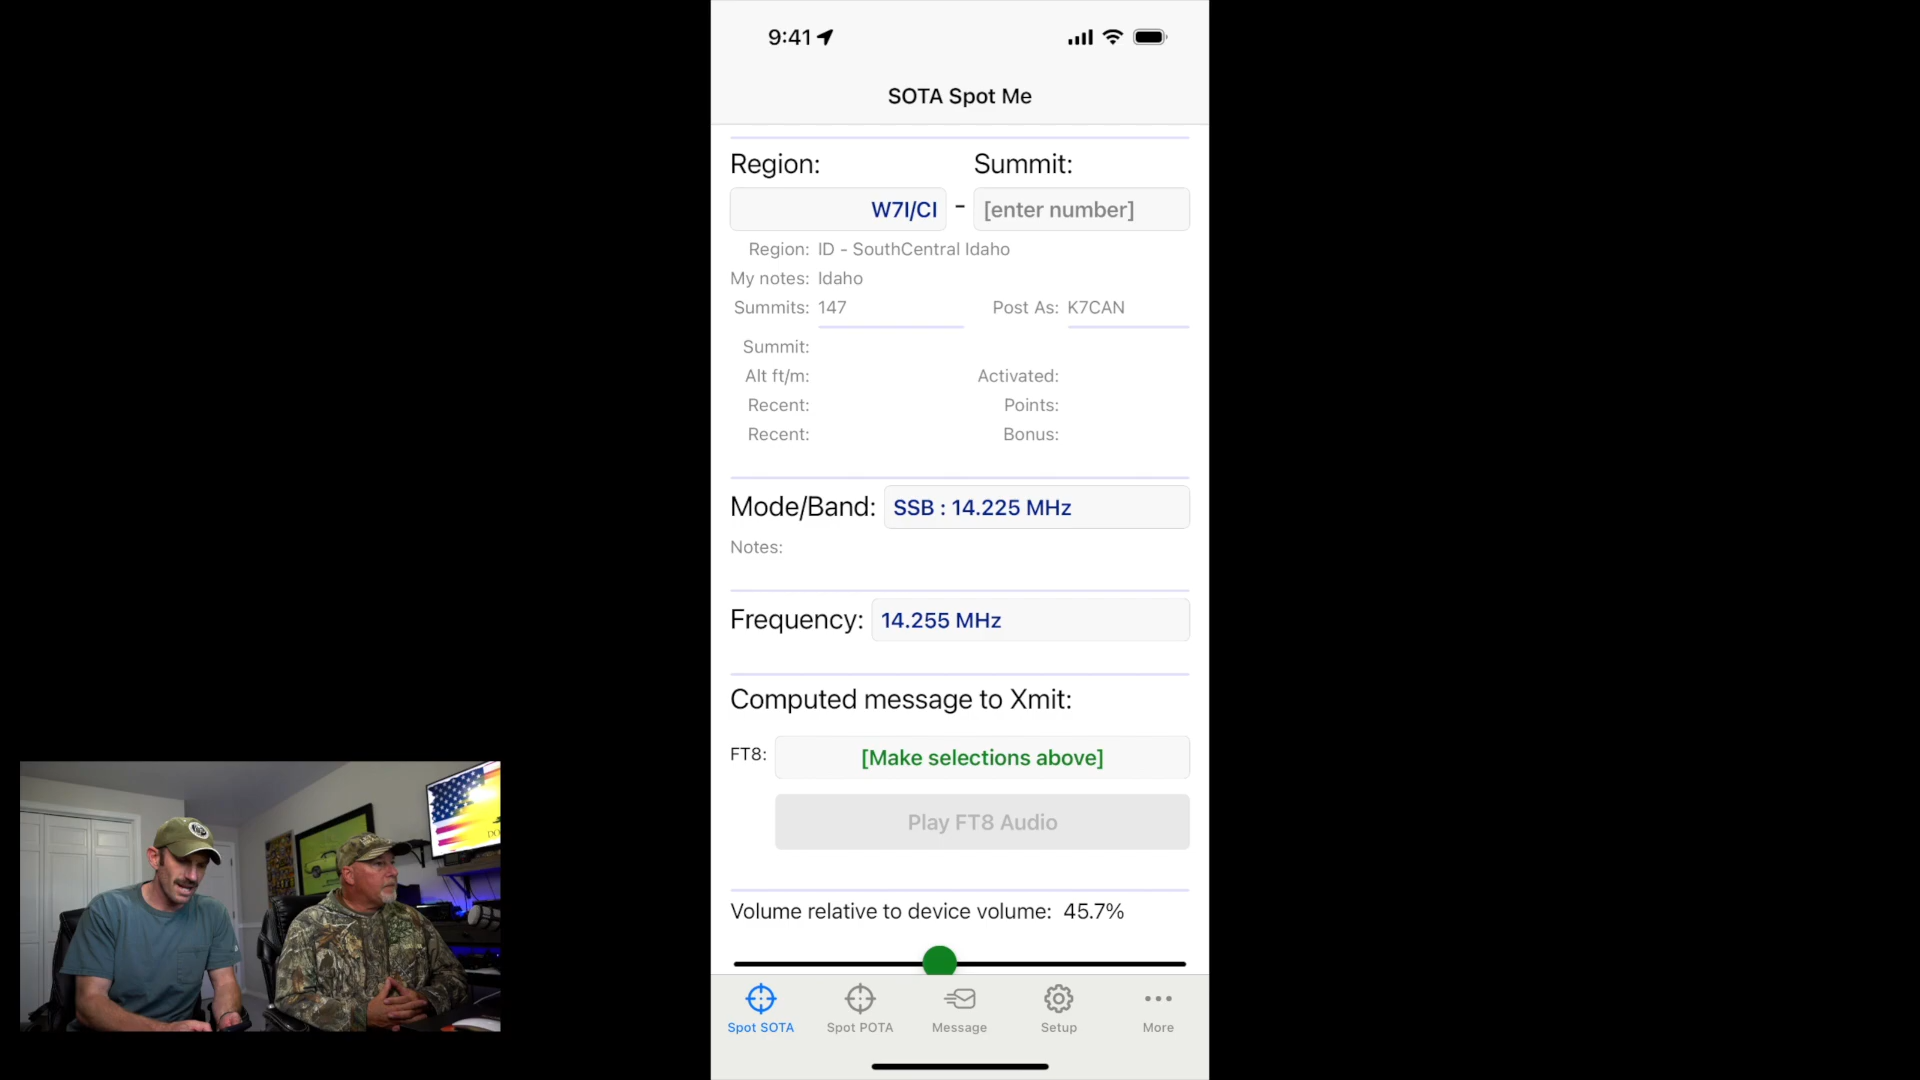 9:41
SOTA Spot Me
Region: Summit:
W7I/CI - [enter number]
Region: ID - SouthCentral Idaho
My notes: Idaho
Summits: 147 Post As: K7CAN
Summit:
Alt ft/m: Activated:
Recent: Points:
Recent: Bonus:
Mode/Band: SSB : 14.225 MHz
Notes:
Frequency: 14.255 MHz
Computed message to Xmit:
FT8: [Make selections above]
Play FT8 Audio
Volume relative to device volume: 45.7%
Spot SOTA Spot POTA Message Setup More